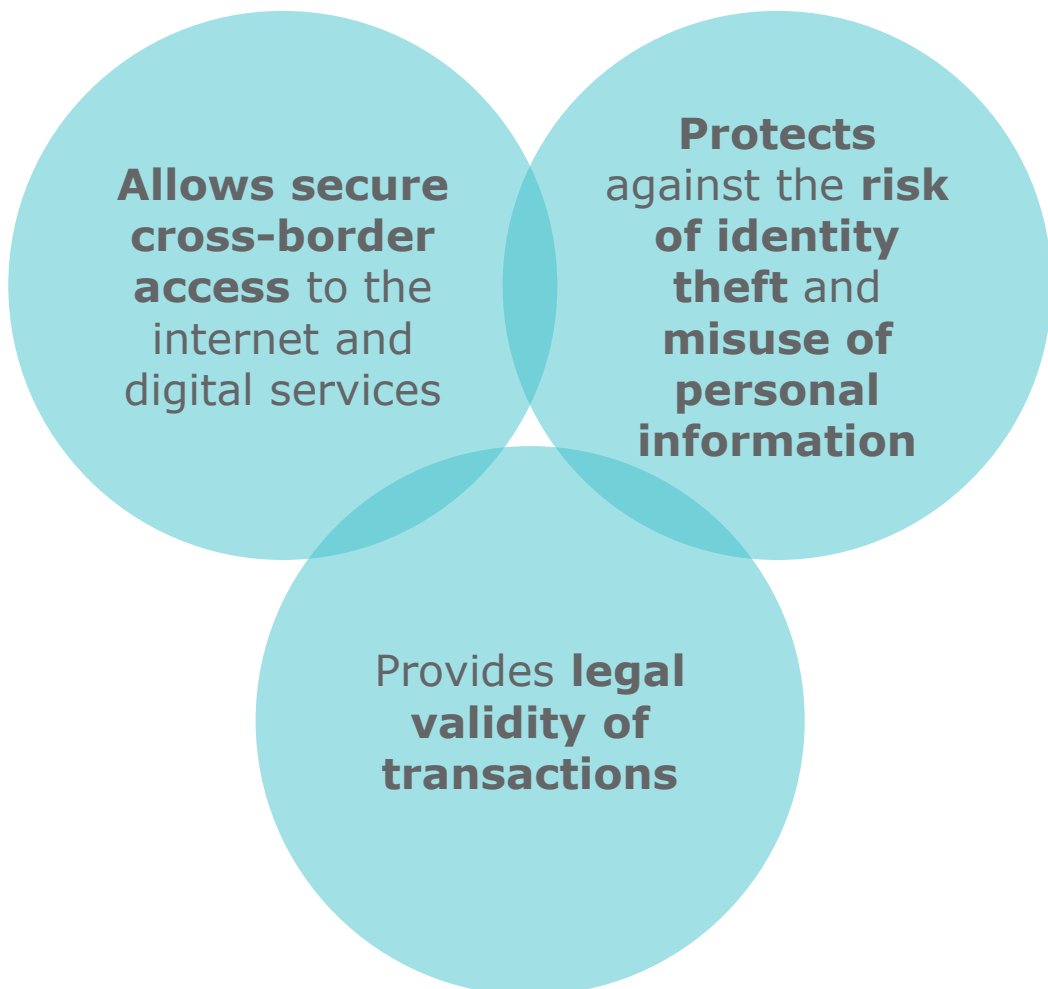 Allows secure
cross-border
access to the
internet and
digital services
Protects
against the risk
of identity
theft and
misuse of
personal
information
Provides legal
validity of
transactions